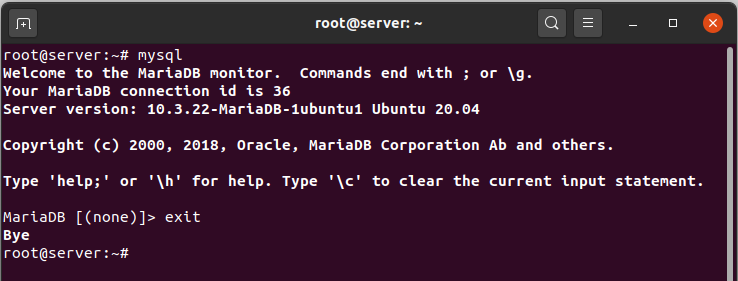 root@server: ~
root@server:~# mysql
Welcome to the MariaDB monitor.  Commands end with ; or \g.
Your MariaDB connection id is 36
Server version: 10.3.22-MariaDB-1ubuntu1 Ubuntu 20.04

Copyright (c) 2000, 2018, Oracle, MariaDB Corporation Ab and others.

Type 'help;' or '\h' for help. Type '\c' to clear the current input statement.

MariaDB [(none)]> exit
Bye
root@server:~#